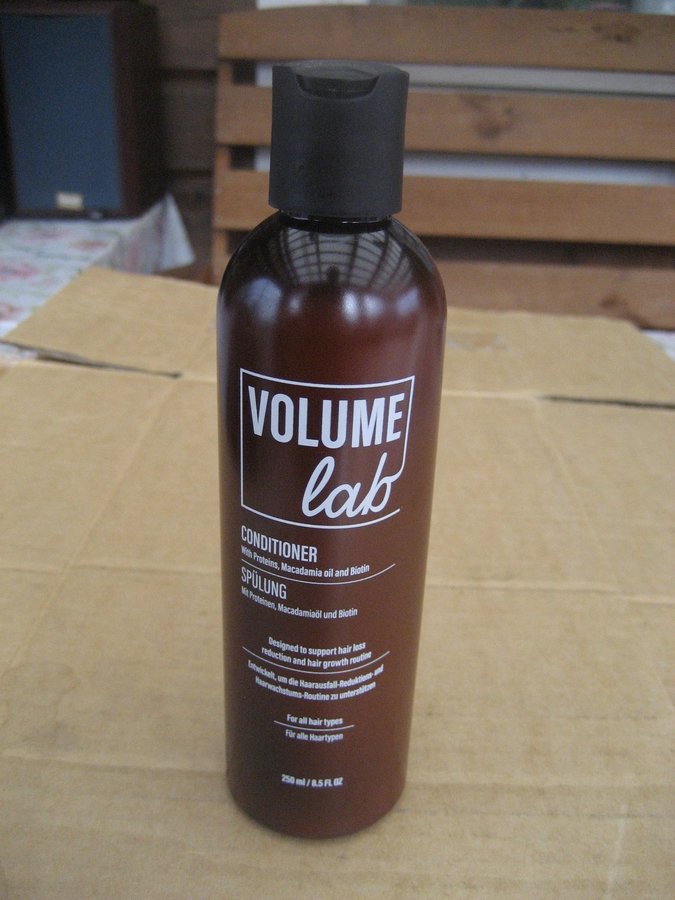 VOLUME
lab
CONDITIONER
With Proteins, Macadamia oil and Biotin
SPÜLUNG
Mit Proteinen, Macadamiaöl und Biotin
Designed to support hair loss
reduction and hair growth routine
Entwickelt, um die Haarausfall-Reduktions- und
Haarwachstums-Routine zu unterstützen
For all hair types
Für alle Haartypen
250 ml / 8.5 FL OZ